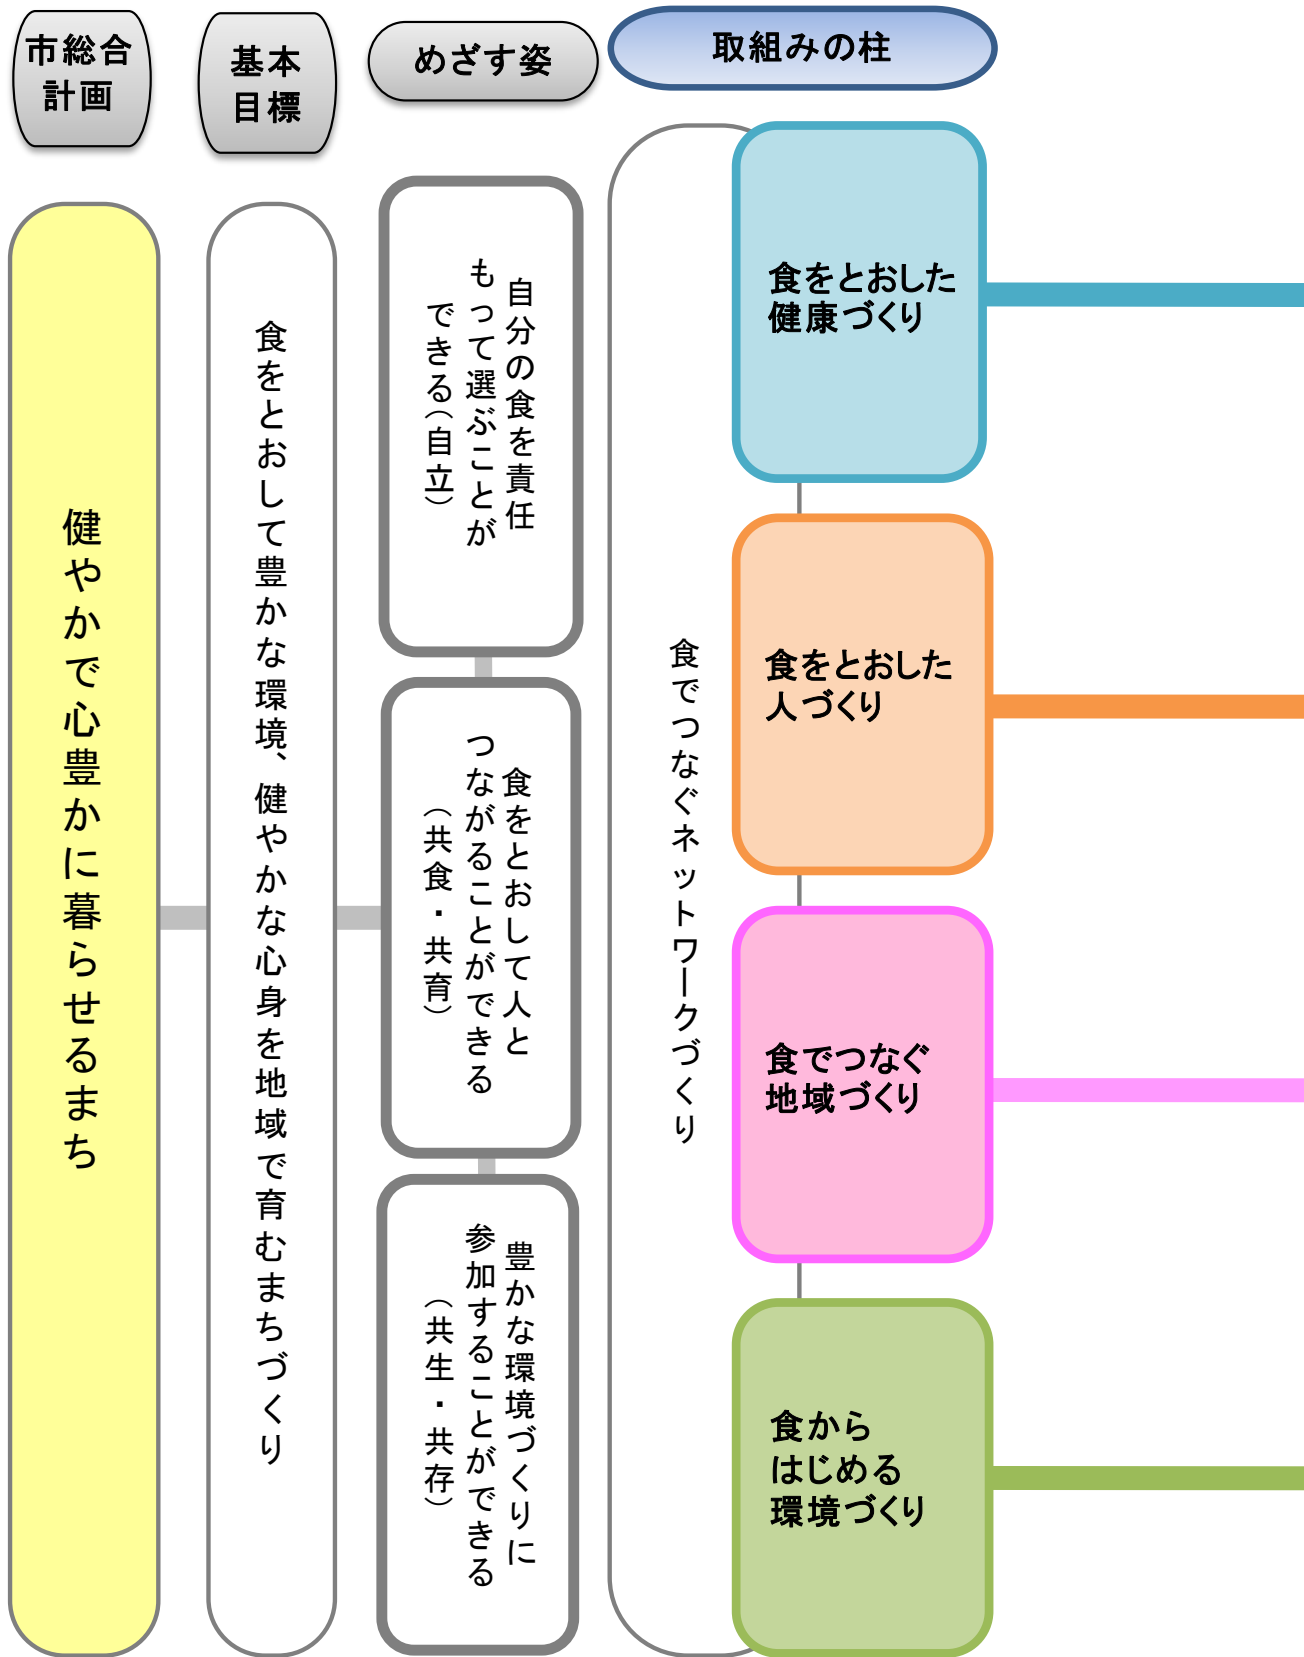 市総合
計画
基本
目標
めざす姿
取組みの柱
健やかで心豊かに暮らせるまち
食をとおして豊かな環境、健やかな心身を地域で育むまちづくり
自分の食を責任
もって選ぶことが
できる（自立）
食をとおして人と
つながることができる
（共食・共育）
豊かな環境づくりに
参加することができる
（共生・共存）
食でつなぐネットワークづくり
食をとおした
健康づくり
食をとおした
人づくり
食でつなぐ
地域づくり
食から
はじめる
環境づくり